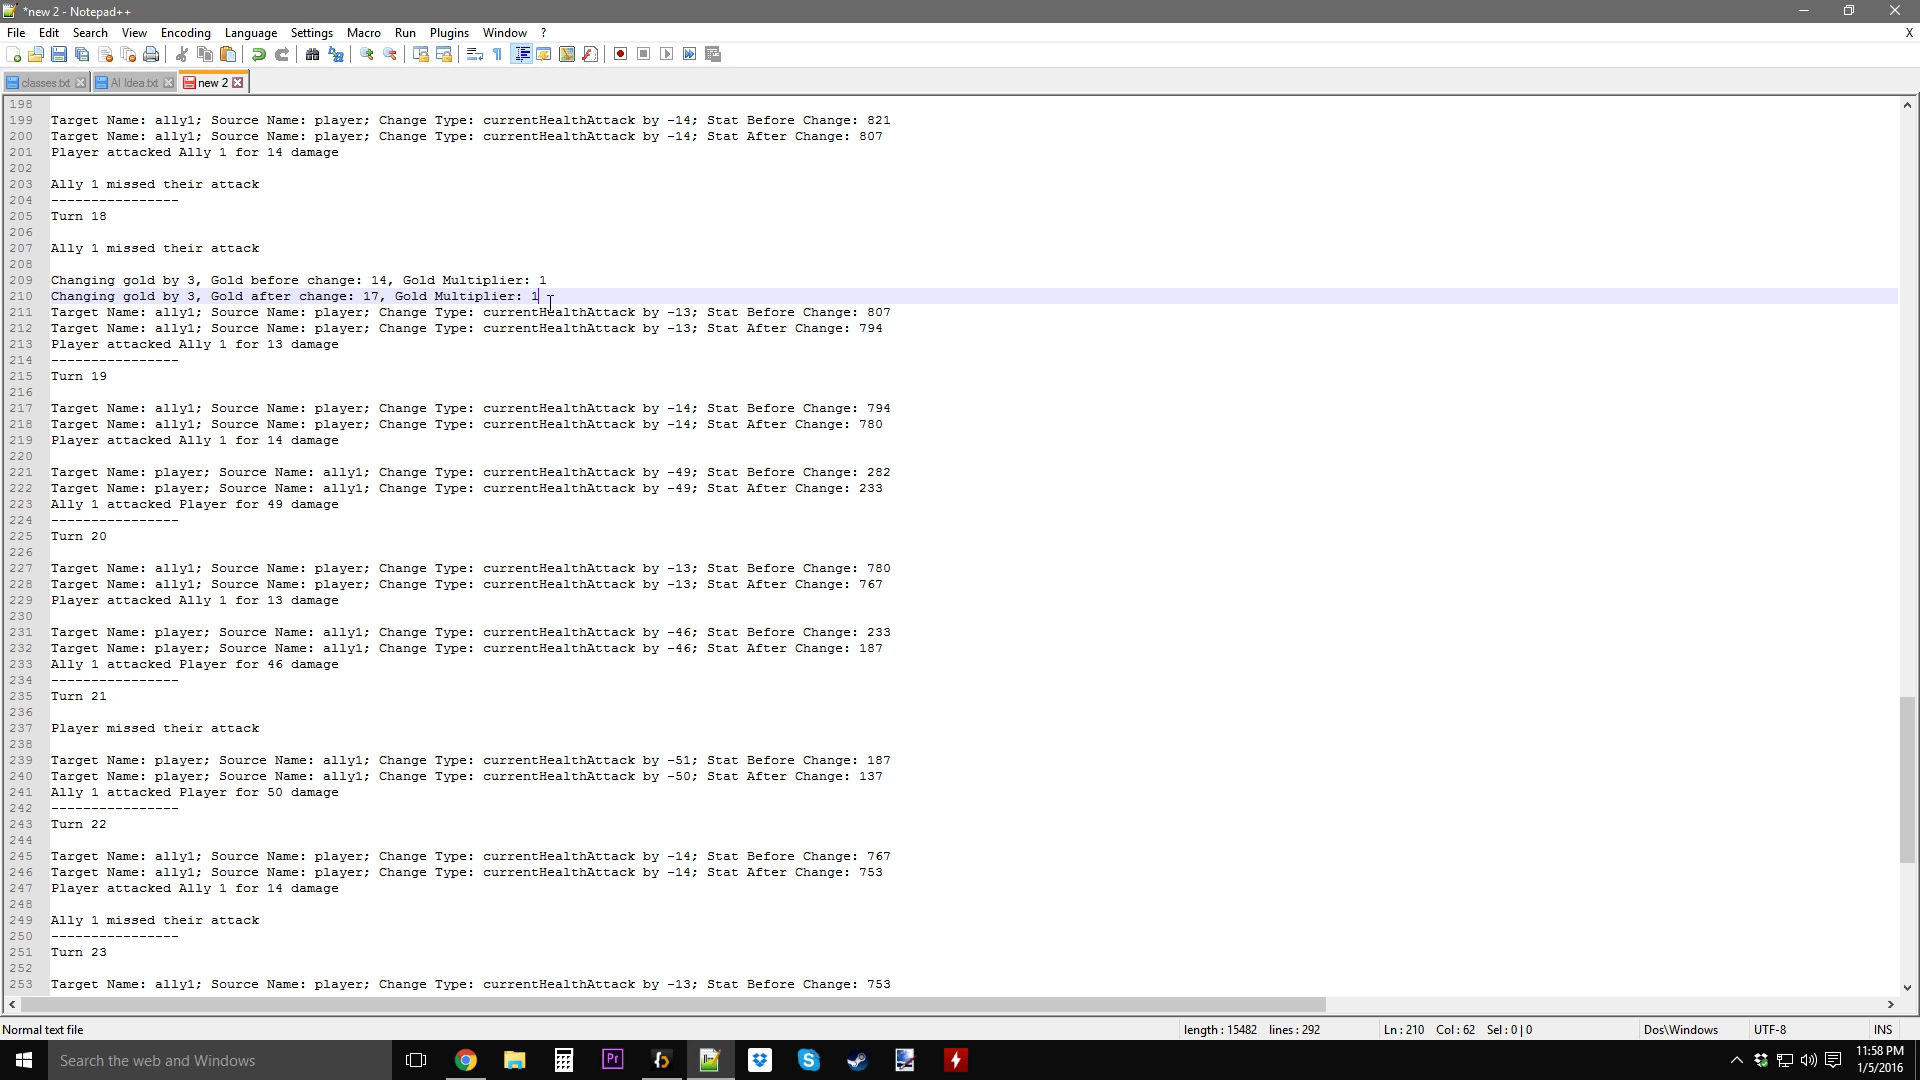 *new 2 - Notepad++
File Edit Search View Encoding Language Settings Macro Run Plugins Window ? X
classes.txt AI Idea.txt new 2
198
199 Target Name: ally1; Source Name: player; Change Type: currentHealthAttack by -14; Stat Before Change: 821
200 Target Name: ally1; Source Name: player; Change Type: currentHealthAttack by -14; Stat After Change: 807
201 Player attacked Ally 1 for 14 damage
202
203 Ally 1 missed their attack
204 ----------------
205 Turn 18
206
207 Ally 1 missed their attack
208
209 Changing gold by 3, Gold before change: 14, Gold Multiplier: 1
210 Changing gold by 3, Gold after change: 17, Gold Multiplier: 1
211 Target Name: ally1; Source Name: player; Change Type: currentHealthAttack by -13; Stat Before Change: 807
212 Target Name: ally1; Source Name: player; Change Type: currentHealthAttack by -13; Stat After Change: 794
213 Player attacked Ally 1 for 13 damage
214 ----------------
215 Turn 19
216
217 Target Name: ally1; Source Name: player; Change Type: currentHealthAttack by -14; Stat Before Change: 794
218 Target Name: ally1; Source Name: player; Change Type: currentHealthAttack by -14; Stat After Change: 780
219 Player attacked Ally 1 for 14 damage
220
221 Target Name: player; Source Name: ally1; Change Type: currentHealthAttack by -49; Stat Before Change: 282
222 Target Name: player; Source Name: ally1; Change Type: currentHealthAttack by -49; Stat After Change: 233
223 Ally 1 attacked Player for 49 damage
224 ----------------
225 Turn 20
226
227 Target Name: ally1; Source Name: player; Change Type: currentHealthAttack by -13; Stat Before Change: 780
228 Target Name: ally1; Source Name: player; Change Type: currentHealthAttack by -13; Stat After Change: 767
229 Player attacked Ally 1 for 13 damage
230
231 Target Name: player; Source Name: ally1; Change Type: currentHealthAttack by -46; Stat Before Change: 233
232 Target Name: player; Source Name: ally1; Change Type: currentHealthAttack by -46; Stat After Change: 187
233 Ally 1 attacked Player for 46 damage
234 ----------------
235 Turn 21
236
237 Player missed their attack
238
239 Target Name: player; Source Name: ally1; Change Type: currentHealthAttack by -51; Stat Before Change: 187
240 Target Name: player; Source Name: ally1; Change Type: currentHealthAttack by -50; Stat After Change: 137
241 Ally 1 attacked Player for 50 damage
242 ----------------
243 Turn 22
244
245 Target Name: ally1; Source Name: player; Change Type: currentHealthAttack by -14; Stat Before Change: 767
246 Target Name: ally1; Source Name: player; Change Type: currentHealthAttack by -14; Stat After Change: 753
247 Player attacked Ally 1 for 14 damage
248
249 Ally 1 missed their attack
250 ----------------
251 Turn 23
252
253 Target Name: ally1; Source Name: player; Change Type: currentHealthAttack by -13; Stat Before Change: 753
Normal text file length : 15482 lines : 292 Ln : 210 Col : 62 Sel : 0 | 0 Dos\Windows UTF-8 INS
Search the web and Windows Pr 11:58 PM
1/5/2016